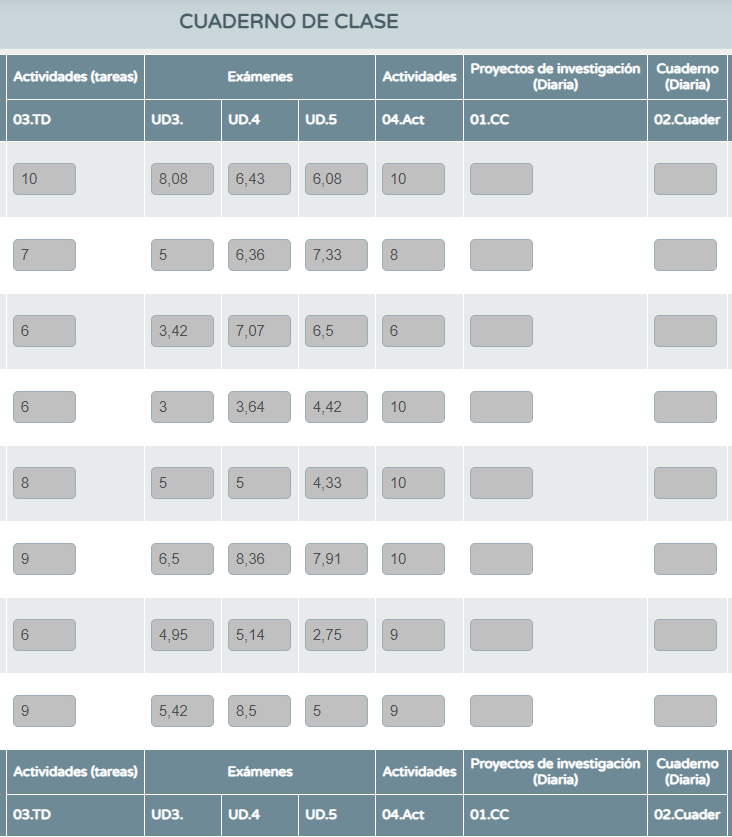 CUADERNO DE CLASE
Actividades (tareas) Exámenes Actividades Proyectos de investigación (Diaria) Cuaderno (Diaria)
03.TD UD3. UD.4 UD.5 04.Act 01.CC 02.Cuader
10 8,08 6,43 6,08 10
7 5 6,36 7,33 8
6 3,42 7,07 6,5 6
6 3 3,64 4,42 10
8 5 5 4,33 10
9 6,5 8,36 7,91 10
6 4,95 5,14 2,75 9
9 5,42 8,5 5 9
Actividades (tareas) Exámenes Actividades Proyectos de investigación (Diaria) Cuaderno (Diaria)
03.TD UD3. UD.4 UD.5 04.Act 01.CC 02.Cuader